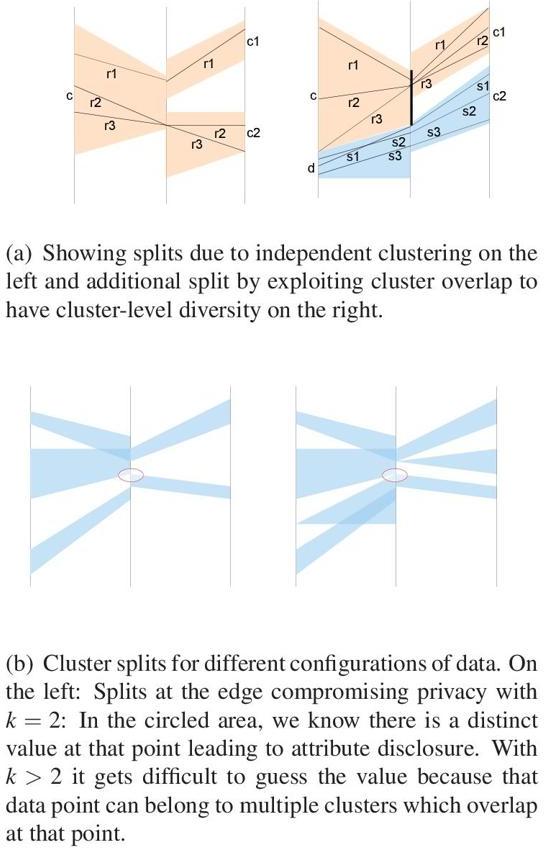 c1
r1
r1
c
r2
r3
r2
c2
r3
c1
r1
r2
r1
r3
c
s1
c2
r2
s2
r3
s3
s2
s1
s3
d
(a) Showing splits due to independent clustering on the
left and additional split by exploiting cluster overlap to
have cluster-level diversity on the right.
(b) Cluster splits for different configurations of data. On
the left: Splits at the edge compromising privacy with
k = 2: In the circled area, we know there is a distinct
value at that point leading to attribute disclosure. With
k > 2 it gets difficult to guess the value because that
data point can belong to multiple clusters which overlap
at that point.